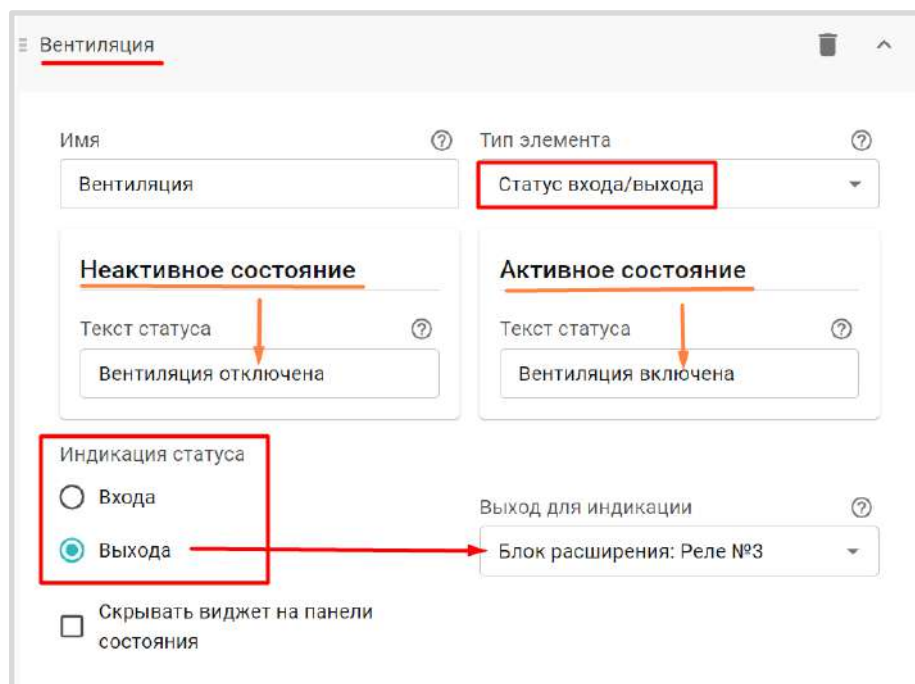 Вентиляция
Имя
Тип элемента
Вентиляция
Статус входа/выхода
Неактивное состояние
Активное состояние
Текст статуса
Текст статуса
Вентиляция отключена
Вентиляция включена
Индикация статуса
Входа
Выход для индикации
Выхода
Блок расширения: Реле №3
Скрывать виджет на панели
состояния